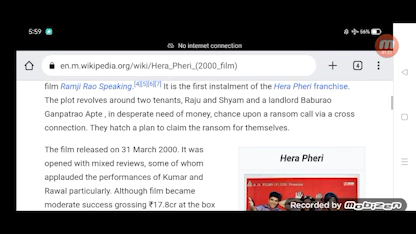 5:59
56%
No internet connection
en.m.wikipedia.org/wiki/Hera_Pheri_(2000_film)
4
film Ramji Rao Speaking.[4][5][6][7] It is the first instalment of the Hera Pheri franchise.
The plot revolves around two tenants, Raju and Shyam and a landlord Baburao
Ganpatrao Apte , in desperate need of money, chance upon a ransom call via a cross
connection. They hatch a plan to claim the ransom for themselves.
The film released on 31 March 2000. It was
opened with mixed reviews, some of whom
applauded the performances of Kumar and
Rawal particularly. Although film became
moderate success grossing ₹17.8cr at the box
Hera Pheri
Recorded by mobizen